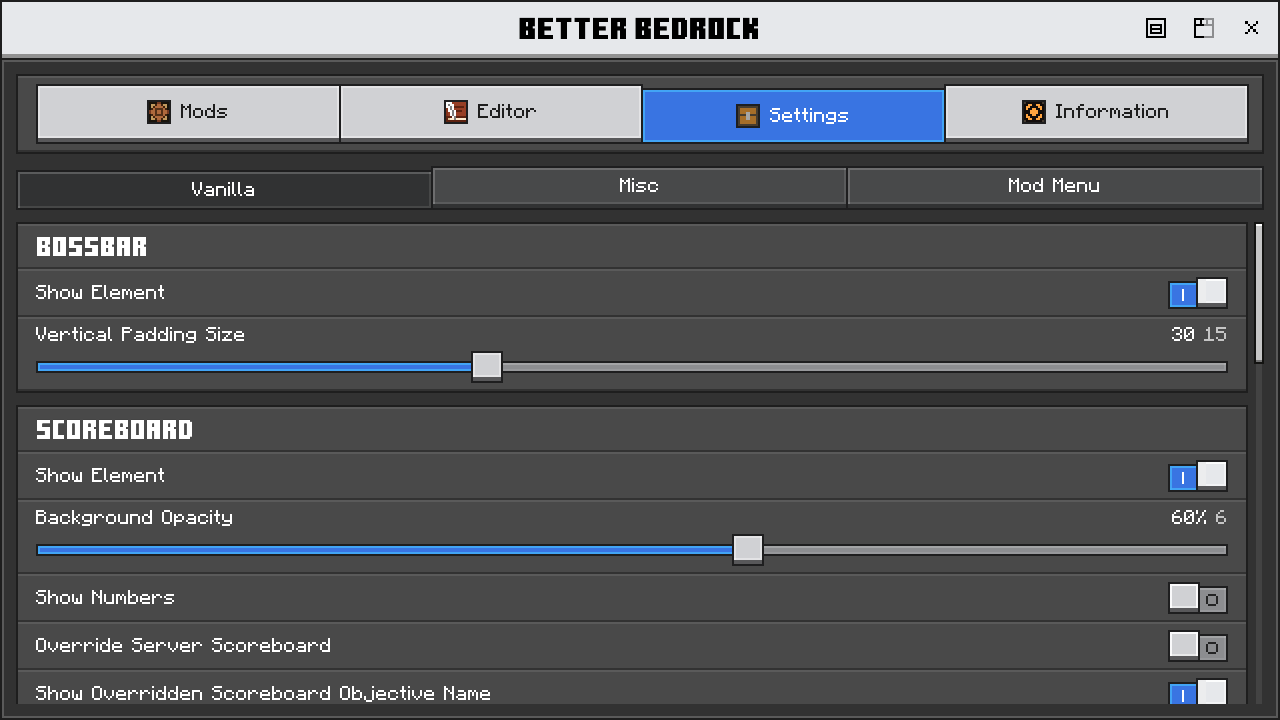 BETTER BEDROCK
Mods
Editor
Settings
Information
Vanilla
Misc
Mod Menu
BOSSBAR
Show Element
Vertical Padding Size
30 15
SCOREBOARD
Show Element
Background Opacity
60% 6
Show Numbers
Override Server Scoreboard
Show Overridden Scoreboard Objective Name